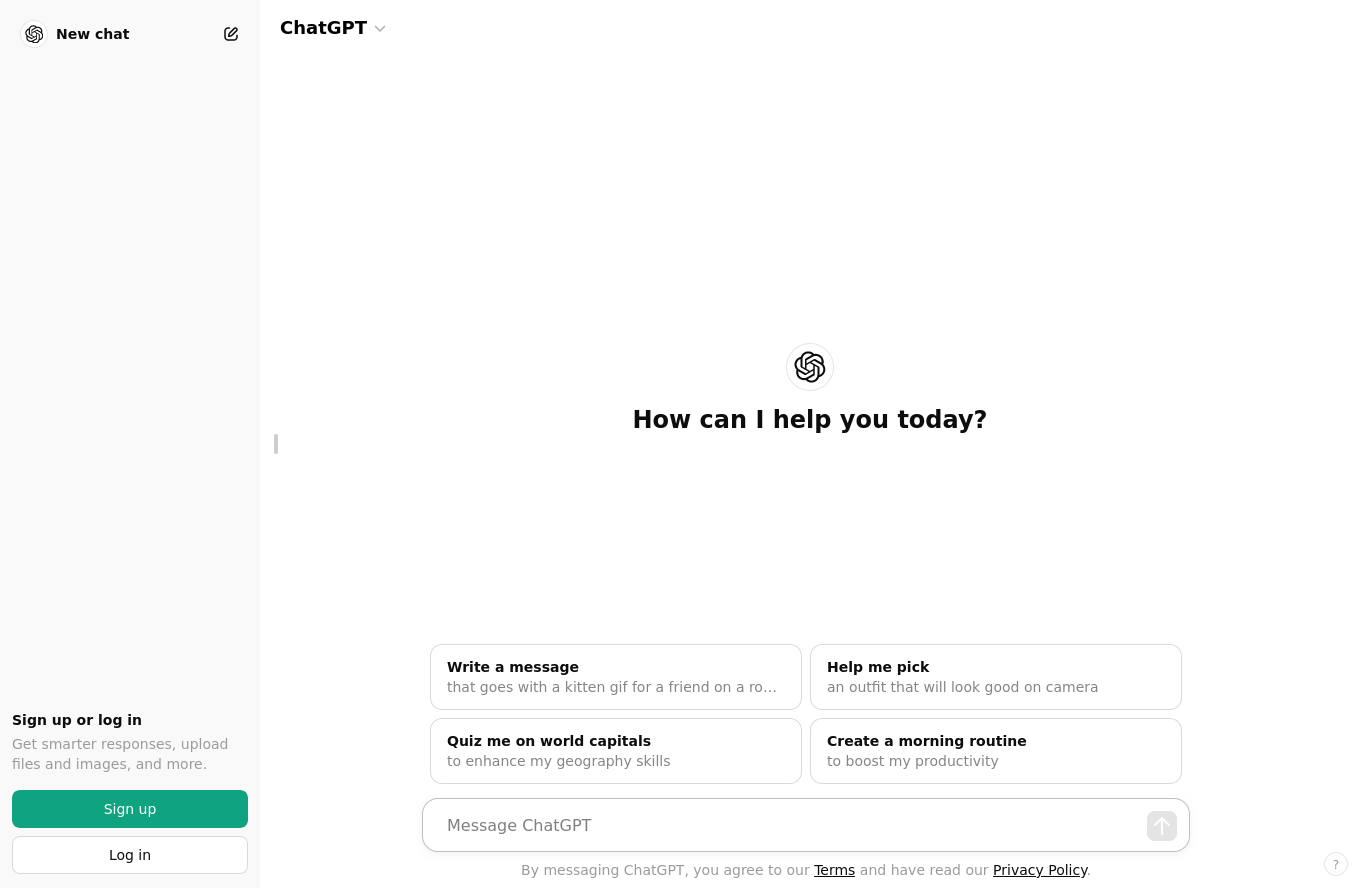 New chat
ChatGPT
How can I help you today?
Write a message
that goes with a kitten gif for a friend on a ro...
Help me pick
an outfit that will look good on camera
Quiz me on world capitals
to enhance my geography skills
Create a morning routine
to boost my productivity
Sign up or log in
Get smarter responses, upload
files and images, and more.
Sign up
Log in
Message ChatGPT
By messaging ChatGPT, you agree to our Terms and have read our Privacy Policy.
?